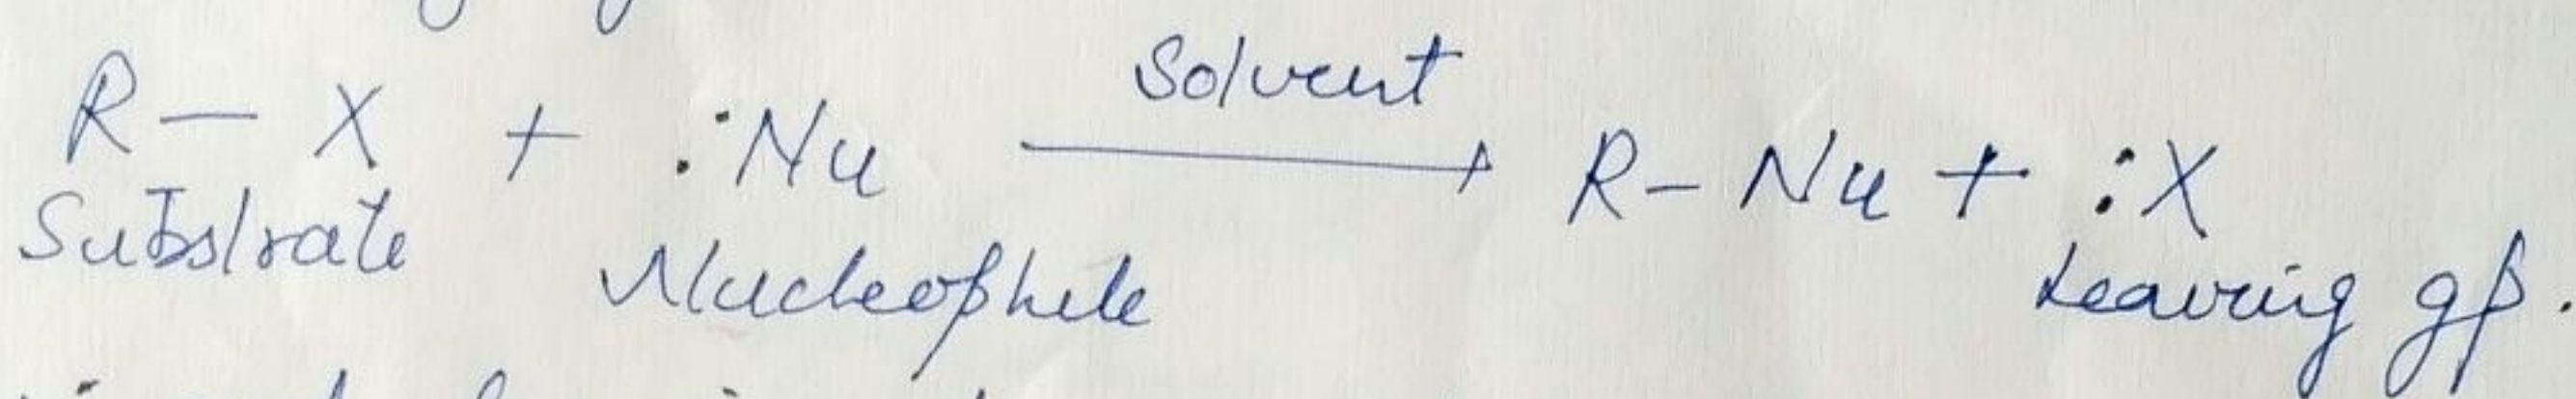 Solvent
R — X + :Nu ⟶ R - Nu + :X
Substrate Nucleophile Leaving gp.